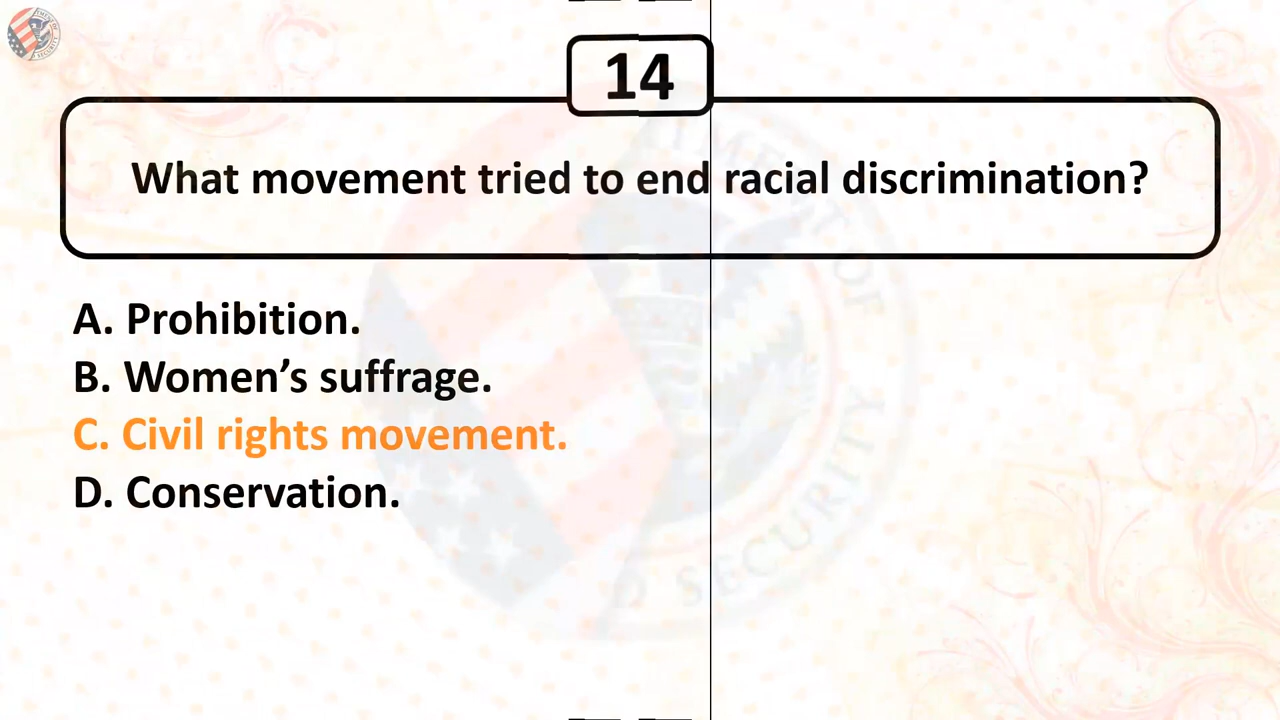 14
What movement tried to end racial discrimination?
A. Prohibition.
B. Women’s suffrage.
C. Civil rights movement.
D. Conservation.